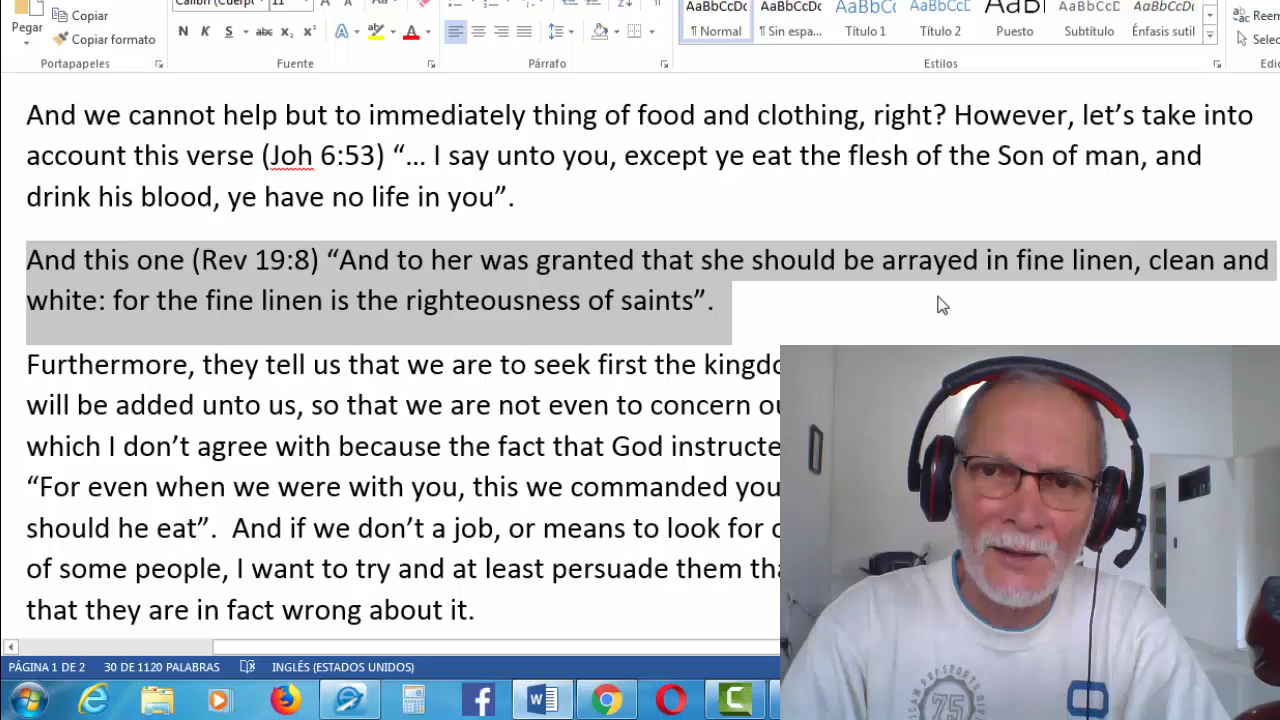 Calibri (Cuerpo
11
AaBbCcDc AaBbCcDc AaBbCc AaBbCcD AaB AaBbCcD AaBbCcDc
Pegar
Copiar
Copiar formato
N K S abc x₂ x²
¶ Normal ¶ Sin espa... Título 1 Título 2 Puesto Subtítulo Énfasis sutil
Portapapeles Fuente Párrafo Estilos
And we cannot help but to immediately thing of food and clothing, right? However, let’s take into
account this verse (Joh 6:53) “… I say unto you, except ye eat the flesh of the Son of man, and
drink his blood, ye have no life in you”.
And this one (Rev 19:8) “And to her was granted that she should be arrayed in fine linen, clean and
white: for the fine linen is the righteousness of saints”.
Furthermore, they tell us that we are to seek first the
will be added unto us, so that we are not even to concern
which I don’t agree with because the fact that God
“For even when we were with you, this we commanded you
should he eat”. And if we don’t a job, or means to look for
of some people, I want to try and at least persuade them
that they are in fact wrong about it.
PÁGINA 1 DE 2 30 DE 1120 PALABRAS INGLÉS (ESTADOS UNIDOS)
75